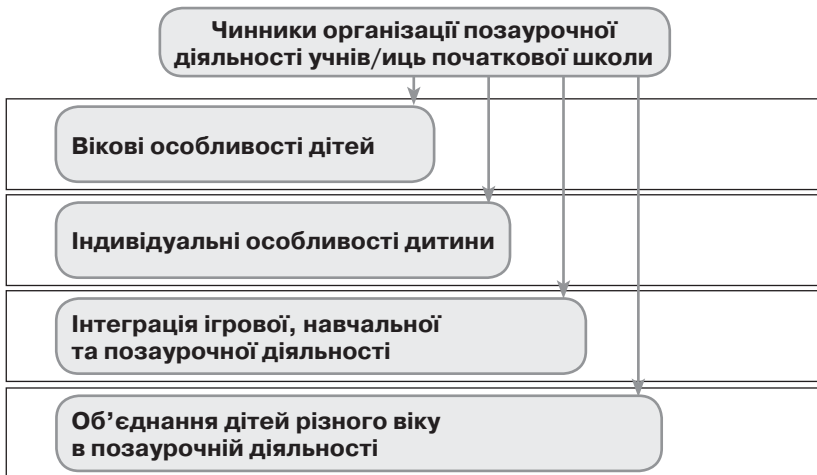 Чинники організації позаурочної
діяльності учнів/иць початкової школи
Вікові особливості дітей
Індивідуальні особливості дитини
Інтеграція ігрової, навчальної
та позаурочної діяльності
Об’єднання дітей різного віку
в позаурочній діяльності